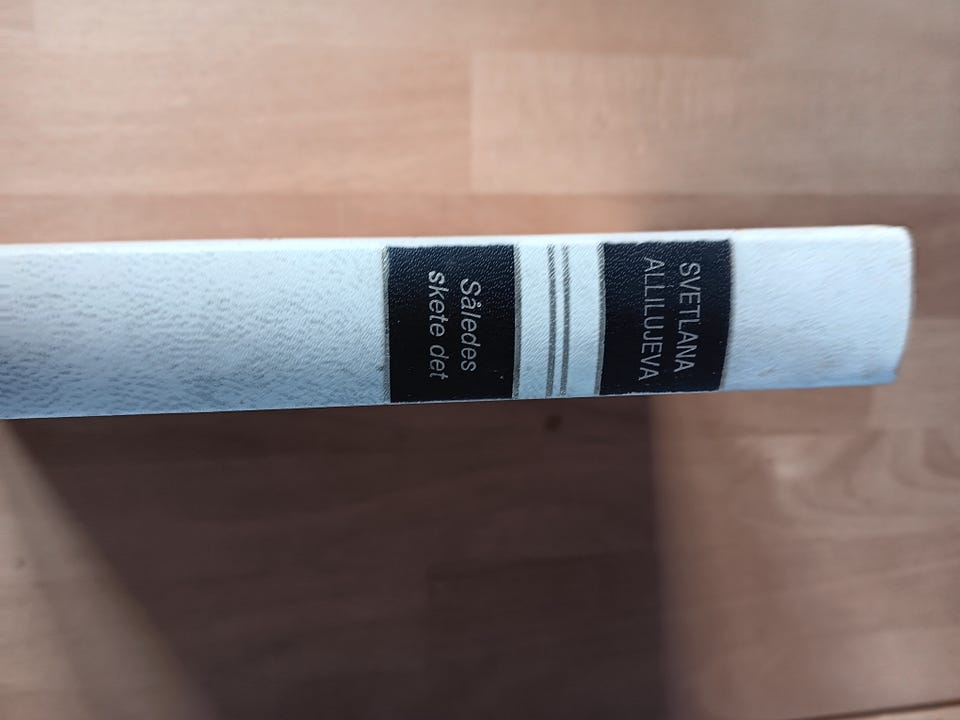 SVETLANA
ALLILUJEVA
Således
skete det